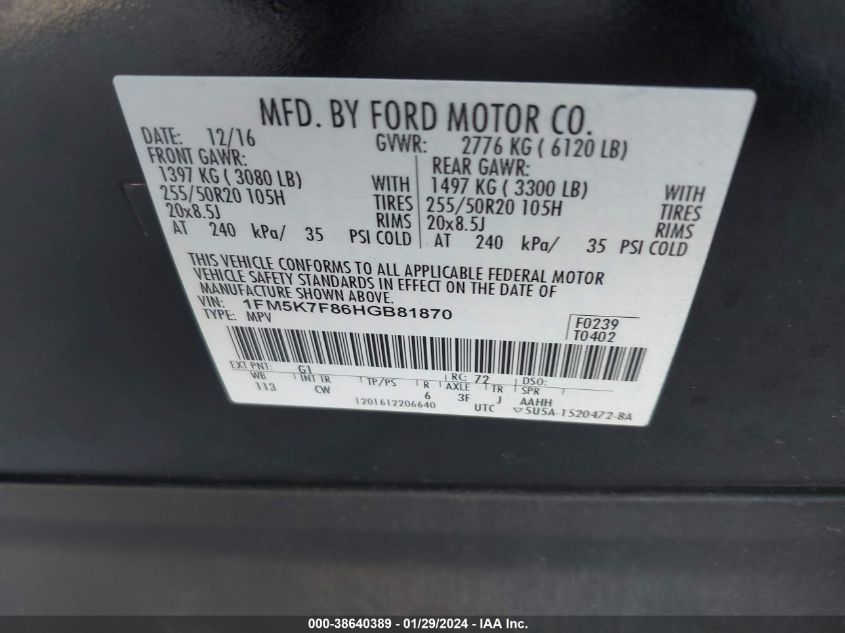 MFD. BY FORD MOTOR CO.
DATE: 12/16 GVWR: 2776 KG ( 6120 LB)
FRONT GAWR: REAR GAWR:
1397 KG ( 3080 LB) WITH 1497 KG ( 3300 LB) WITH
255/50R20 105H TIRES 255/50R20 105H TIRES
20x8.5J RIMS 20x8.5J RIMS
AT 240 kPa/ 35 PSI COLD AT 240 kPa/ 35 PSI COLD
THIS VEHICLE CONFORMS TO ALL APPLICABLE FEDERAL MOTOR
VEHICLE SAFETY STANDARDS IN EFFECT ON THE DATE OF
MANUFACTURE SHOWN ABOVE.
VIN: 1FM5K7F86HGB81870
TYPE: MPV
F0239
T0402
EXT PNT: G1 RC: 72 DSO:
WB INT TR TP/PS R AXLE TR SPR
113 CW 6 3F J AAHH
1201612206640 UTC ▽5U5A-1520472-BA
000-38640389 - 01/29/2024 - IAA Inc.